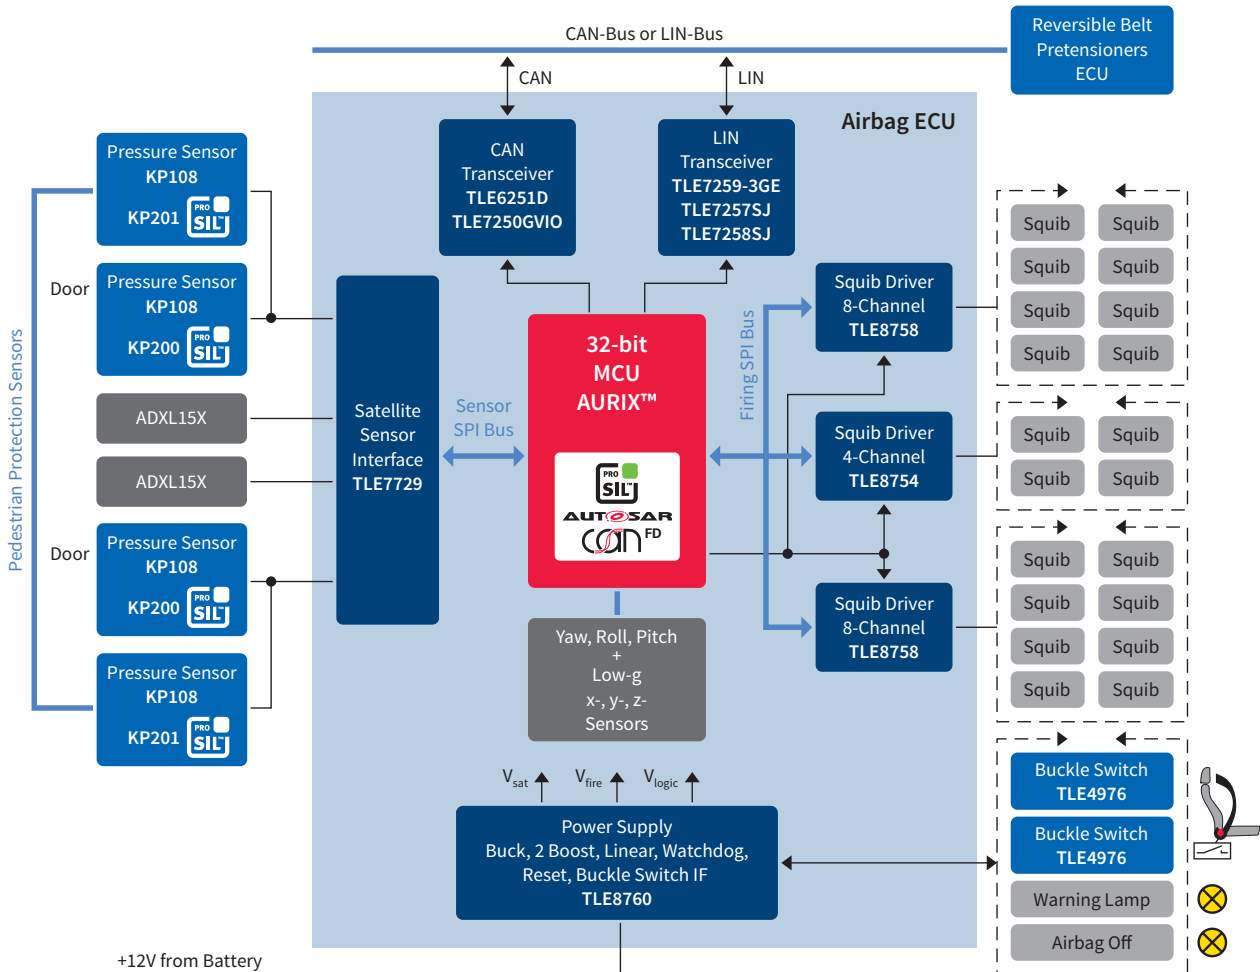 CAN-Bus or LIN-Bus
Reversible Belt
Pretensioners
ECU
CAN
LIN
Airbag ECU
CAN
Transceiver
TLE6251D
TLE7250GVIO
LIN
Transceiver
TLE7259-3GE
TLE7257SJ
TLE7258SJ
Pedestrian Protection Sensors
Pressure Sensor
KP108
KP201
PRO
SIL
Door
Pressure Sensor
KP108
KP200
PRO
SIL
ADXL15X
ADXL15X
Door
Pressure Sensor
KP108
KP200
PRO
SIL
Pressure Sensor
KP108
KP201
PRO
SIL
Satellite
Sensor
Interface
TLE7729
Sensor
SPI Bus
32-bit
MCU
AURIX™
PRO
SIL
AUTOSAR
CAN FD
Yaw, Roll, Pitch
+
Low-g
x-, y-, z-
Sensors
Firing SPI Bus
Squib Driver
8-Channel
TLE8758
Squib Driver
4-Channel
TLE8754
Squib Driver
8-Channel
TLE8758
Squib Squib
Squib Squib
Squib Squib
Squib Squib
Squib Squib
Squib Squib
Squib Squib
Squib Squib
Squib Squib
Squib Squib
Vsat Vfire Vlogic
Power Supply
Buck, 2 Boost, Linear, Watchdog,
Reset, Buckle Switch IF
TLE8760
Buckle Switch
TLE4976
Buckle Switch
TLE4976
Warning Lamp
Airbag Off
+12V from Battery